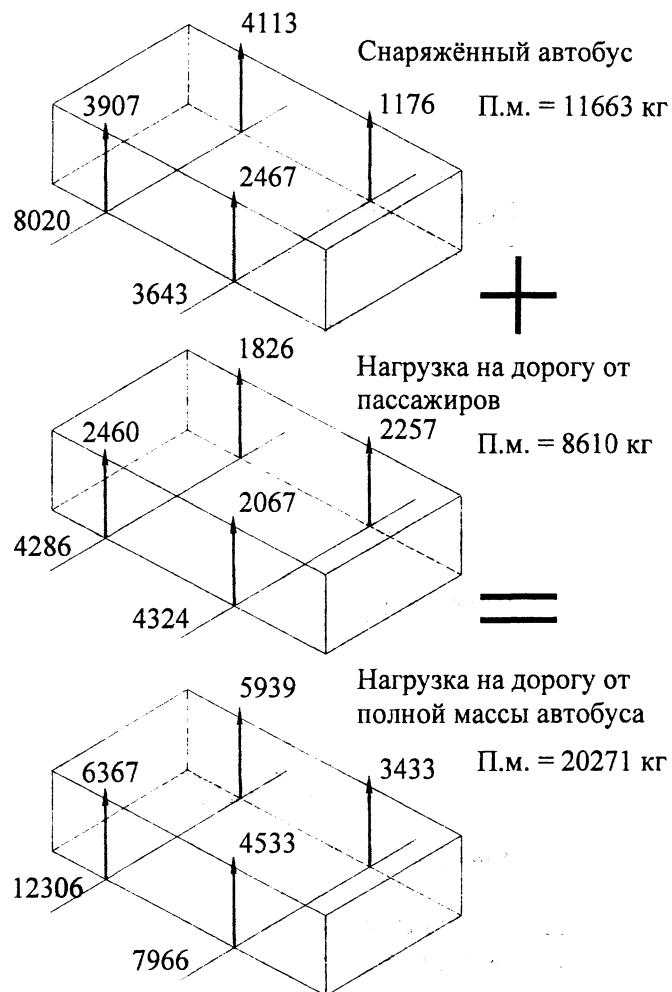 4113
Снаряжённый автобус
3907
1176
П.м. = 11663 кг
2467
8020
3643
+
1826
Нагрузка на дорогу от
пассажиров
2460
2257
П.м. = 8610 кг
2067
4286
4324
=
5939
Нагрузка на дорогу от
полной массы автобуса
6367
3433
П.м. = 20271 кг
4533
12306
7966